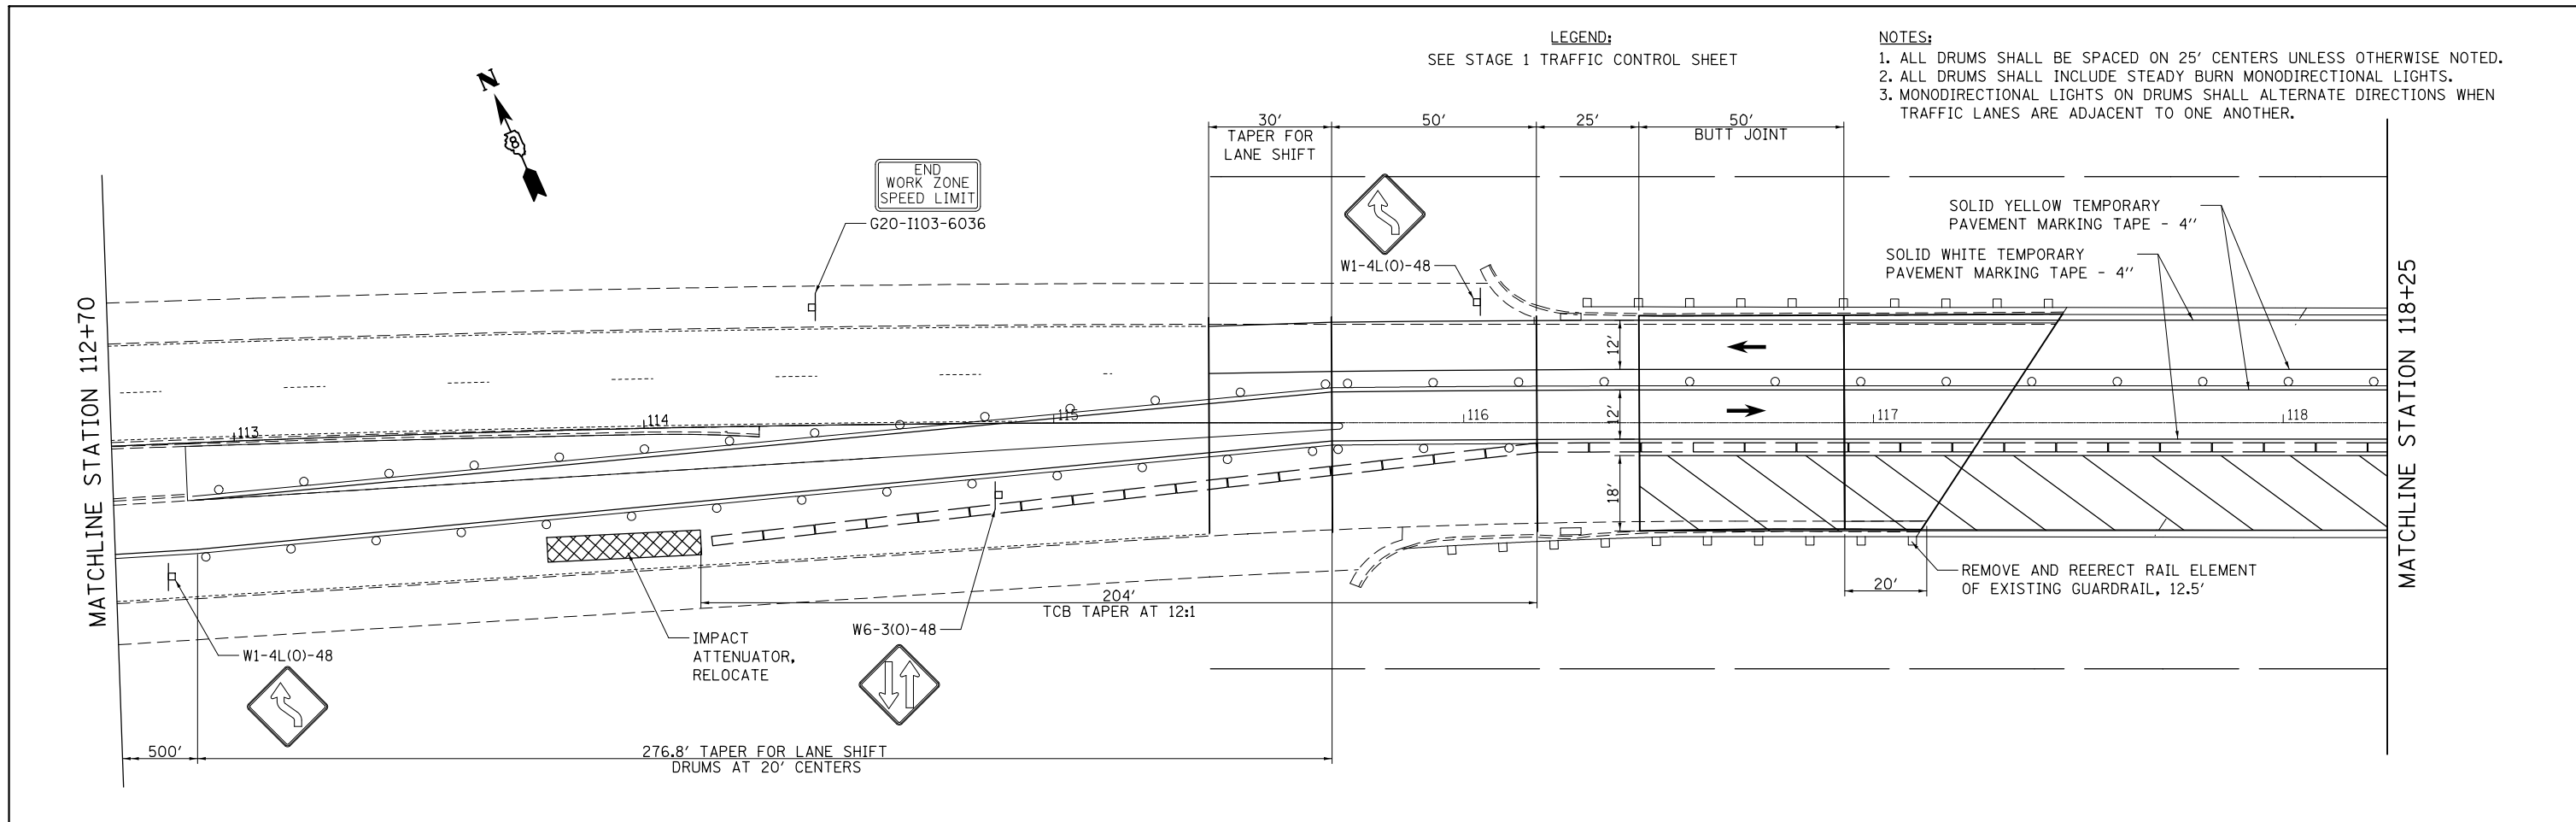 LEGEND:
SEE STAGE 1 TRAFFIC CONTROL SHEET
NOTES:
1. ALL DRUMS SHALL BE SPACED ON 25' CENTERS UNLESS OTHERWISE NOTED.
2. ALL DRUMS SHALL INCLUDE STEADY BURN MONODIRECTIONAL LIGHTS.
3. MONODIRECTIONAL LIGHTS ON DRUMS SHALL ALTERNATE DIRECTIONS WHEN
TRAFFIC LANES ARE ADJACENT TO ONE ANOTHER.
N
8
30'
TAPER FOR
LANE SHIFT
50'
25'
50'
BUTT JOINT
END
WORK ZONE
SPEED LIMIT
G20-I103-6036
W1-4L(O)-48
SOLID YELLOW TEMPORARY
PAVEMENT MARKING TAPE - 4''
SOLID WHITE TEMPORARY
PAVEMENT MARKING TAPE - 4''
MATCHLINE STATION 112+70
MATCHLINE STATION 118+25
12'
12'
18'
113
114
115
116
117
118
REMOVE AND REERECT RAIL ELEMENT
OF EXISTING GUARDRAIL, 12.5'
20'
204'
TCB TAPER AT 12:1
IMPACT
ATTENUATOR,
RELOCATE
W6-3(O)-48
W1-4L(O)-48
500'
276.8' TAPER FOR LANE SHIFT
DRUMS AT 20' CENTERS